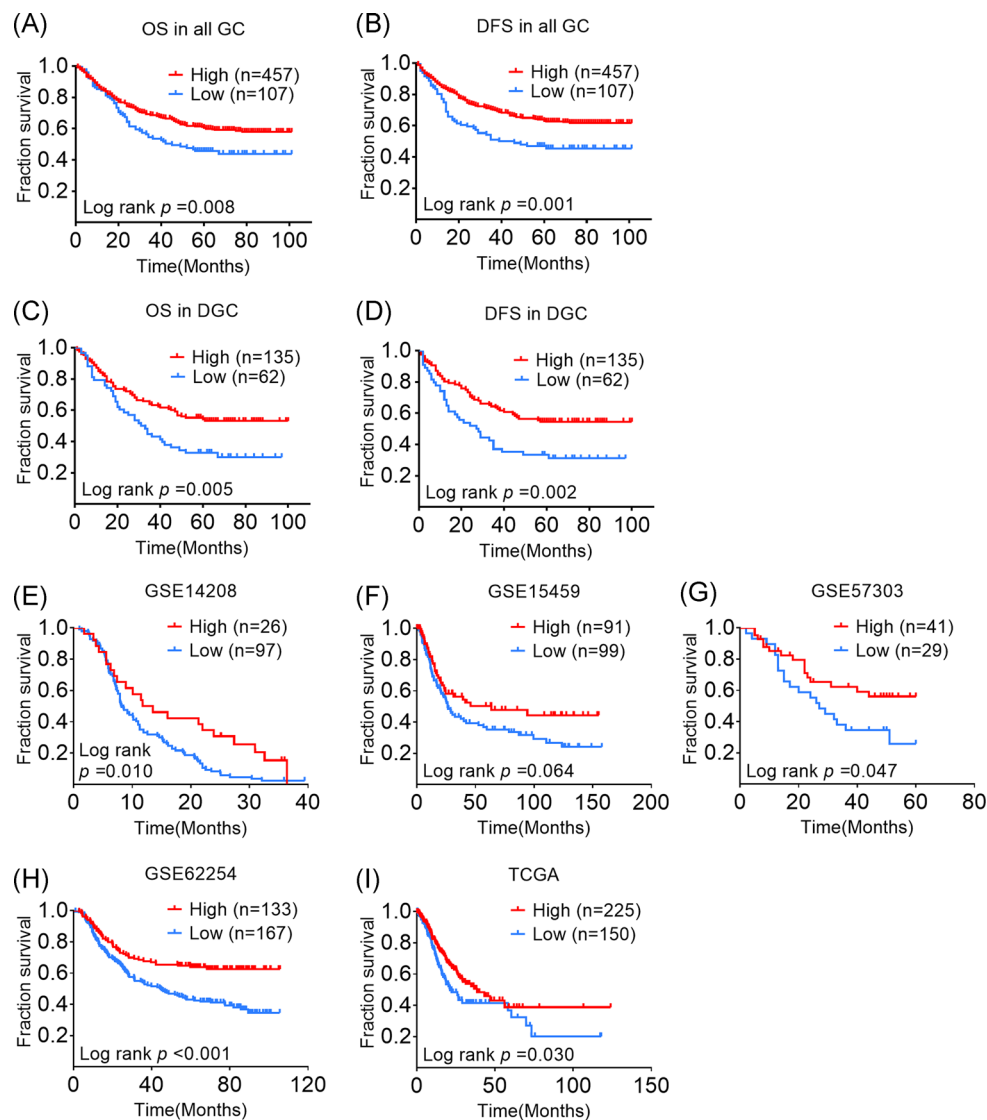 (A)
OS in all GC
High (n=457)
Low (n=107)
Fraction survival
1.0
0.8
0.6
0.4
0.2
Log rank p =0.008
0 20 40 60 80 100
Time(Months)
(B)
DFS in all GC
High (n=457)
Low (n=107)
Fraction survival
1.0
0.8
0.6
0.4
0.2
Log rank p =0.001
0 20 40 60 80 100
Time(Months)
(C)
OS in DGC
High (n=135)
Low (n=62)
Fraction survival
1.0
0.8
0.6
0.4
0.2
Log rank p =0.005
0 20 40 60 80 100
Time(Months)
(D)
DFS in DGC
High (n=135)
Low (n=62)
Fraction survival
1.0
0.8
0.6
0.4
0.2
Log rank p =0.002
0 20 40 60 80 100
Time(Months)
(E)
GSE14208
High (n=26)
Low (n=97)
Fraction survival
1.0
0.8
0.6
0.4
0.2
Log rank
p =0.010
0 10 20 30 40
Time(Months)
(F)
GSE15459
High (n=91)
Low (n=99)
Fraction survival
1.0
0.8
0.6
0.4
0.2
Log rank p =0.064
0 50 100 150 200
Time(Months)
(G)
GSE57303
High (n=41)
Low (n=29)
Fraction survival
1.0
0.8
0.6
0.4
0.2
Log rank p =0.047
0 20 40 60 80
Time(Months)
(H)
GSE62254
High (n=133)
Low (n=167)
Fraction survival
1.0
0.8
0.6
0.4
0.2
Log rank p <0.001
0 40 80 120
Time(Months)
(I)
TCGA
High (n=225)
Low (n=150)
Fraction survival
1.0
0.8
0.6
0.4
0.2
Log rank p =0.030
0 50 100 150
Time(Months)